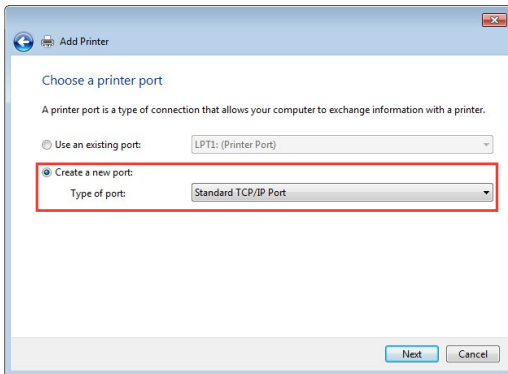 Add Printer
Choose a printer port
A printer port is a type of connection that allows your computer to exchange information with a printer.
Use an existing port: LPT1: (Printer Port)
Create a new port:
Type of port: Standard TCP/IP Port
Next Cancel